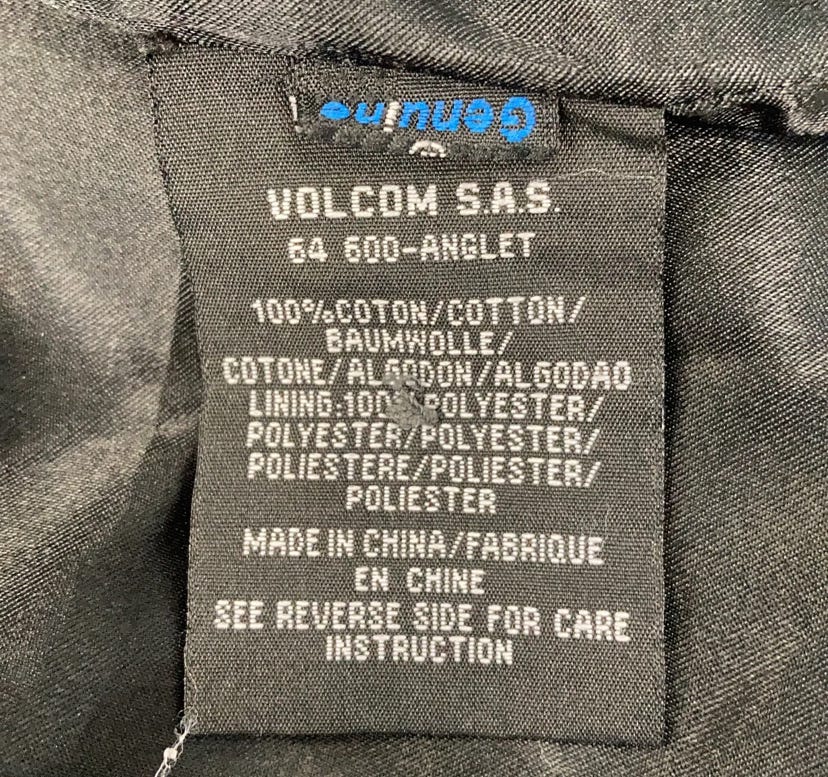 Genuine
VOLCOM S.A.S.
64 600-ANGLET
100%COTON/COTTON/
BAUMWOLLE/
COTONE/ALGODON/ALGODAO
LINING:100% POLYESTER/
POLYESTER/POLYESTER/
POLIESTERE/POLIESTER/
POLIESTER
MADE IN CHINA/FABRIQUE
EN CHINE
SEE REVERSE SIDE FOR CARE
INSTRUCTION